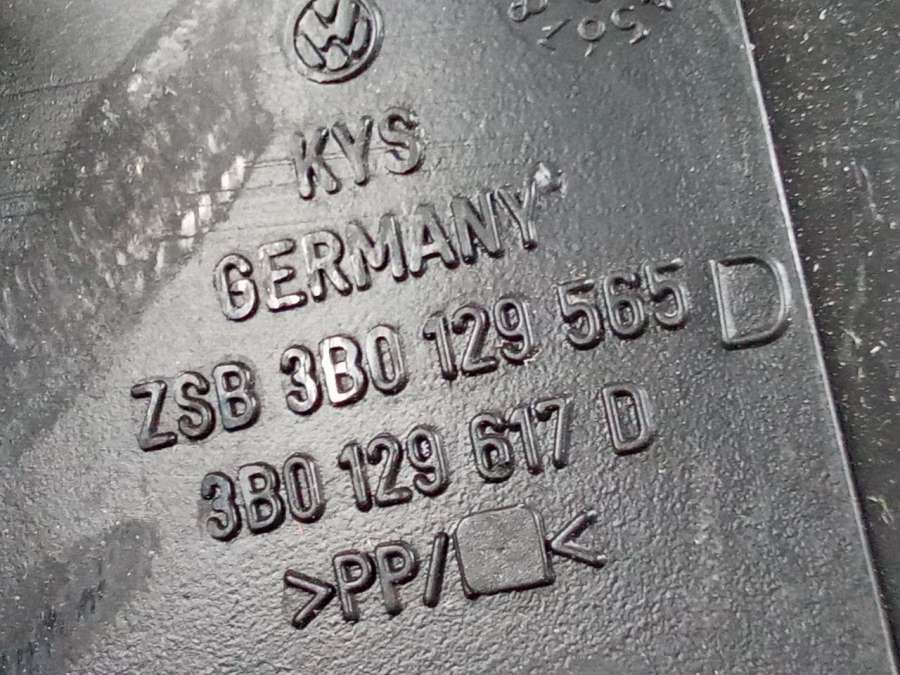 KYS
GERMANY
ZSB 3B0 129 565 D
3B0 129 617 D
>PP/ <